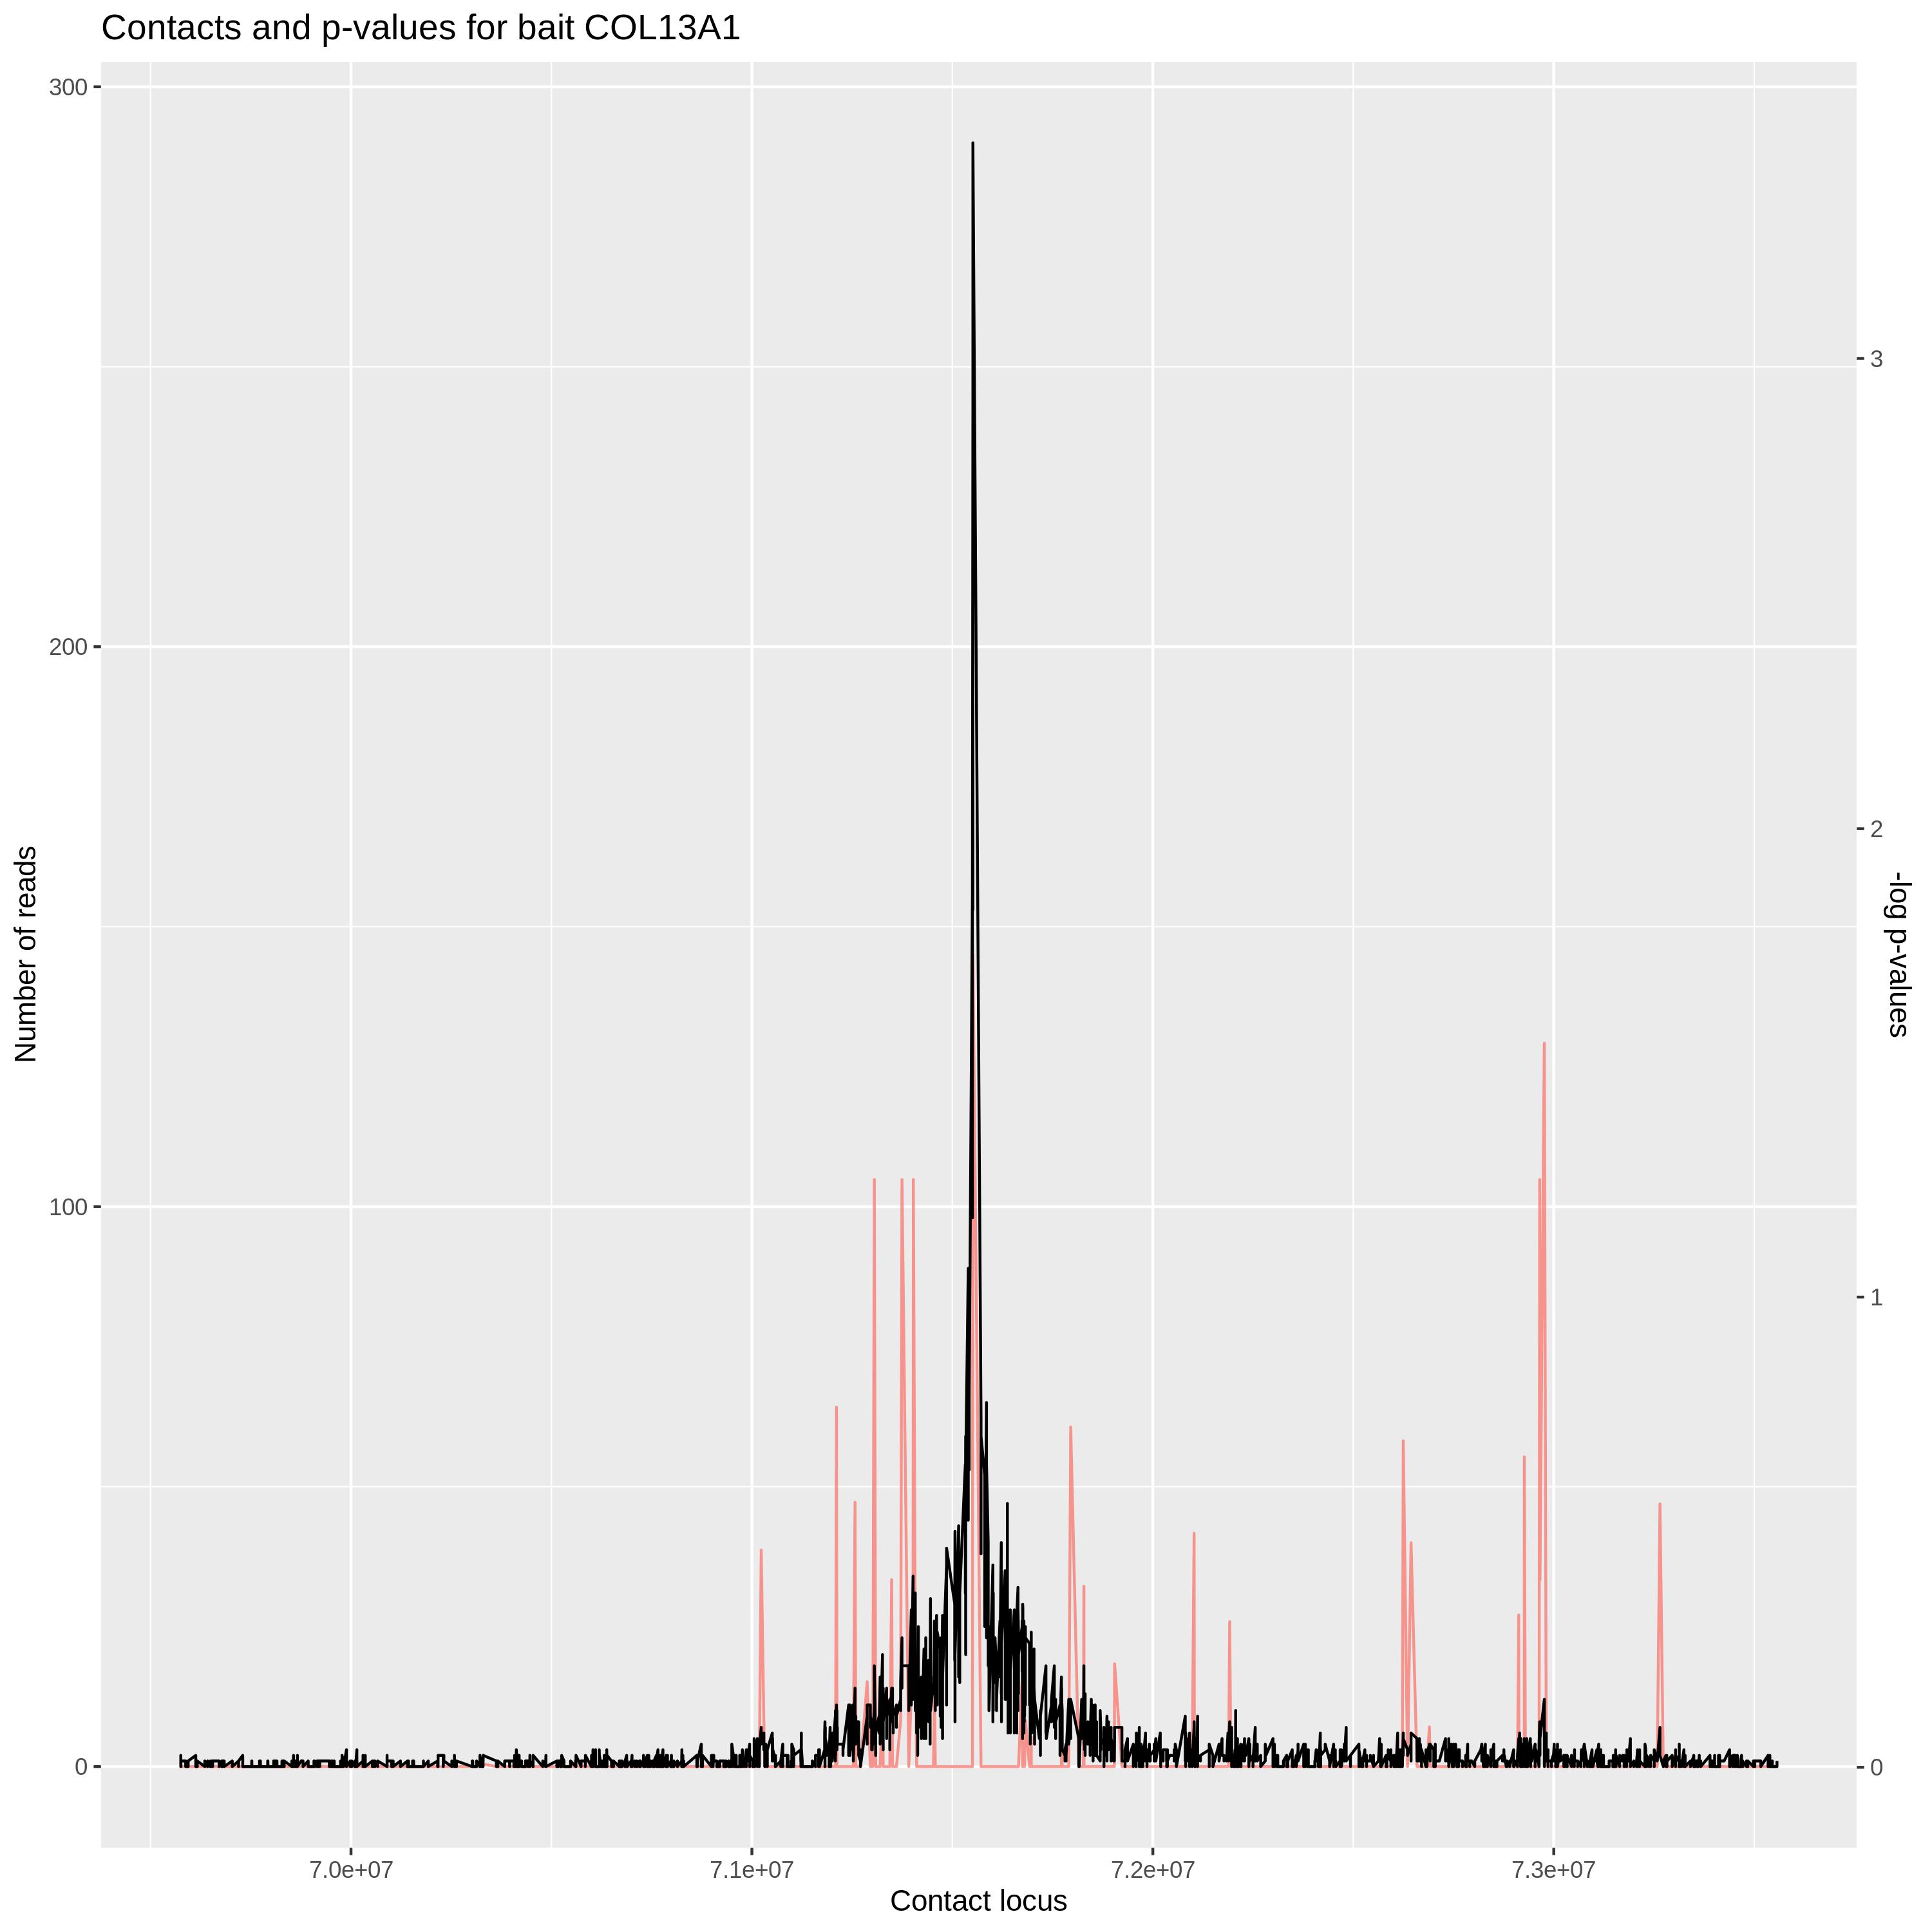 Contacts and p-values for bait COL13A1
300
200
100
0
3
2
1
0
Number of reads
-log p-values
7.0e+07
7.1e+07
7.2e+07
7.3e+07
Contact locus